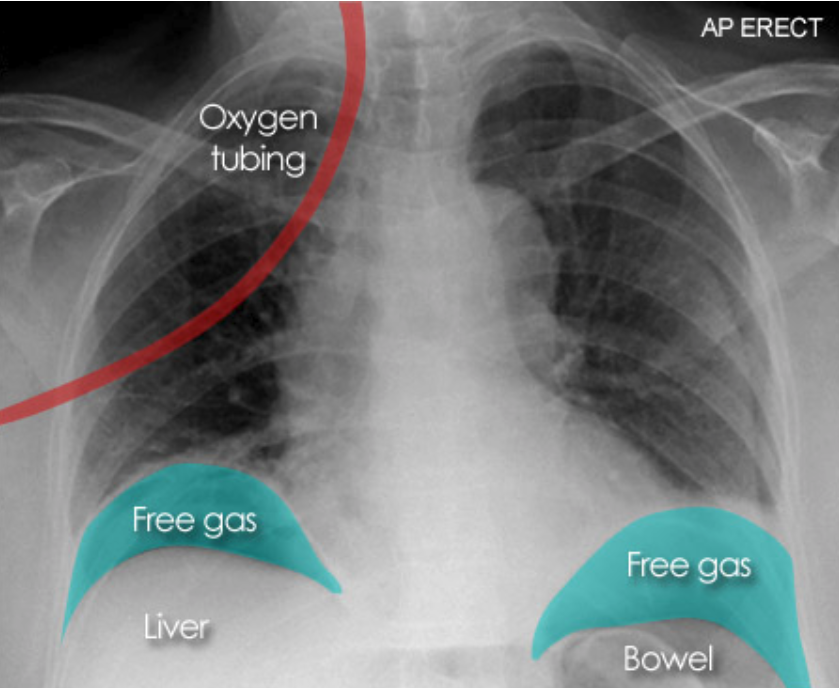 AP ERECT
Oxygen
tubing
Free gas
Free gas
Liver
Bowel